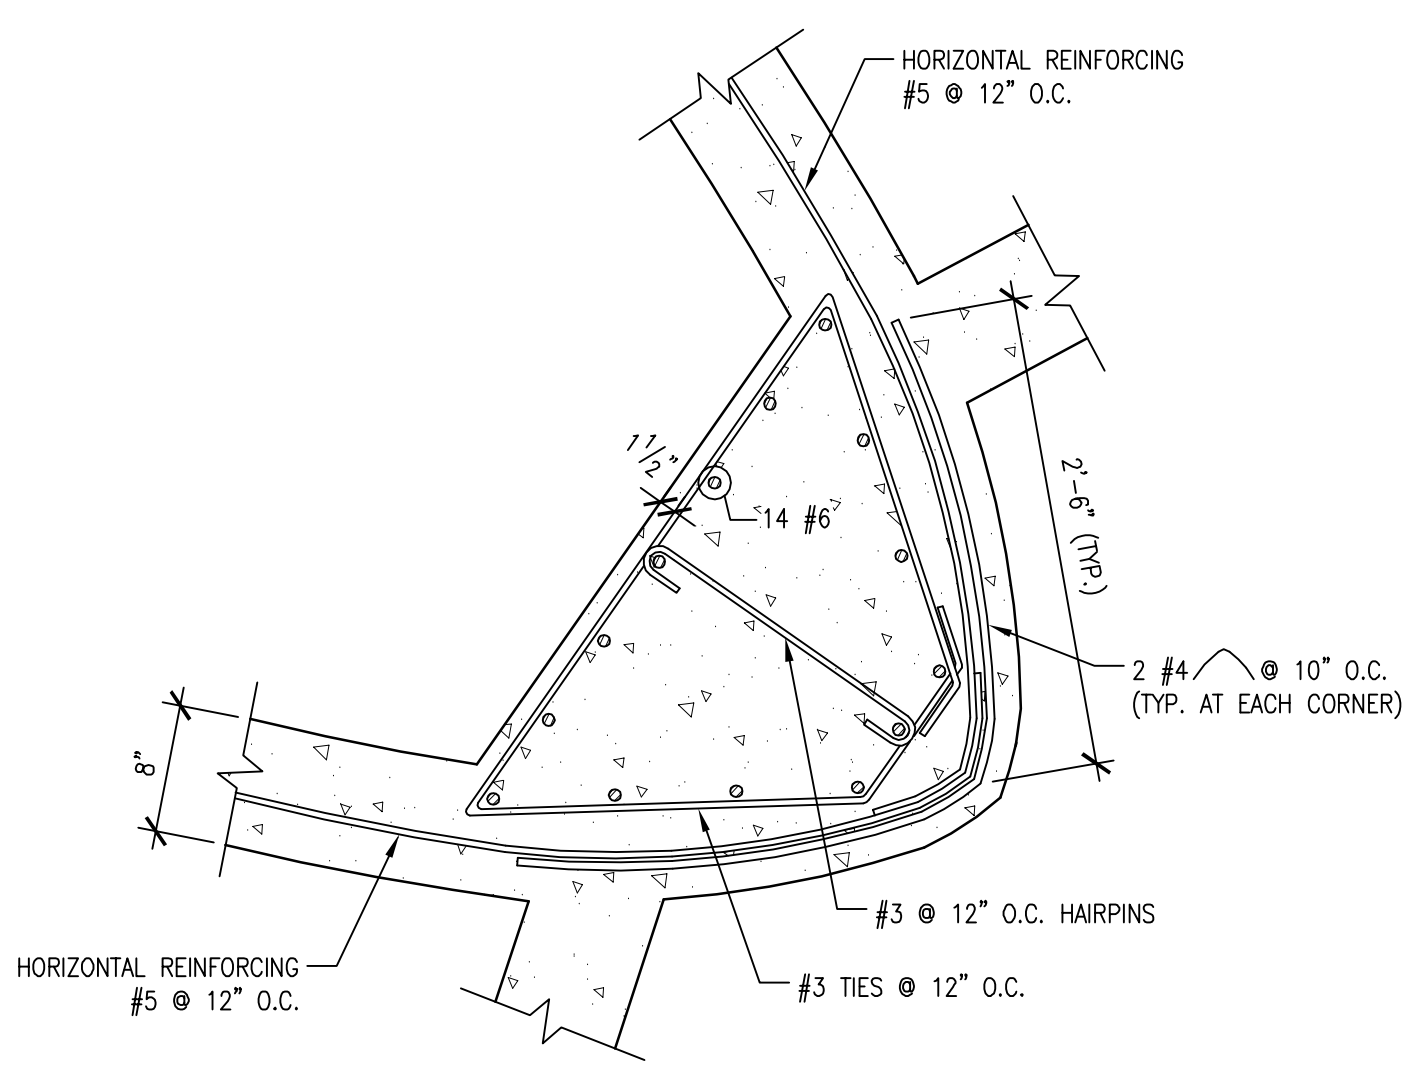 HORIZONTAL REINFORCING
#5 @ 12” O.C.
1 1/2”
14 #6
2’-6” (TYP.)
2 #4 @ 10” O.C.
(TYP. AT EACH CORNER)
8”
#3 @ 12” O.C. HAIRPINS
HORIZONTAL REINFORCING
#5 @ 12” O.C.
#3 TIES @ 12” O.C.